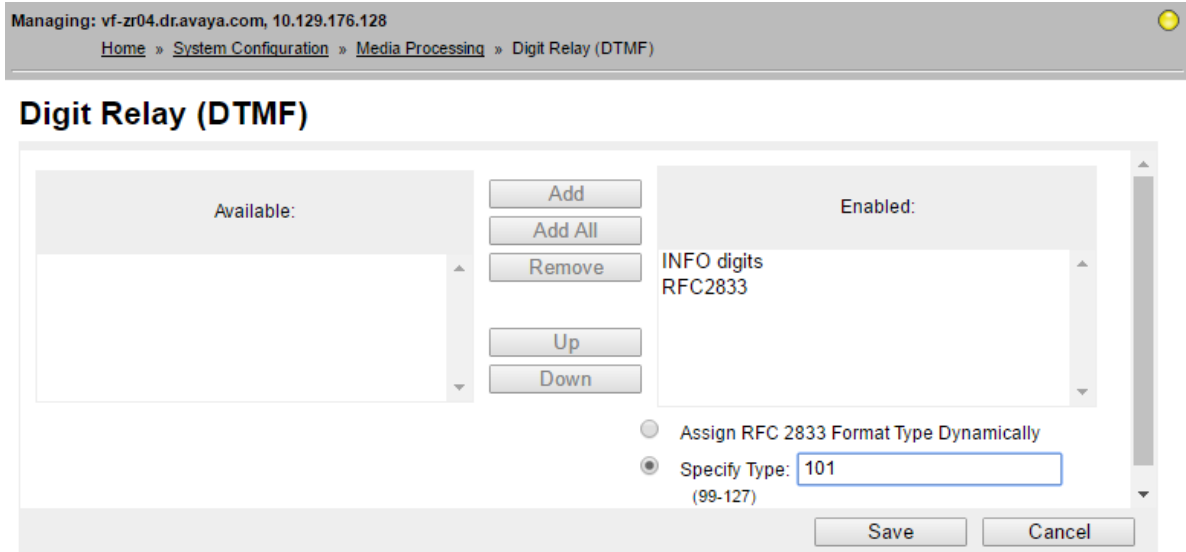 Managing: vf-zr04.dr.avaya.com, 10.129.176.128
Home » System Configuration » Media Processing » Digit Relay (DTMF)
Digit Relay (DTMF)
Available:
Add
Add All
Remove
Up
Down
Enabled:
INFO digits
RFC2833
Assign RFC 2833 Format Type Dynamically
Specify Type: 101
(99-127)
Save
Cancel